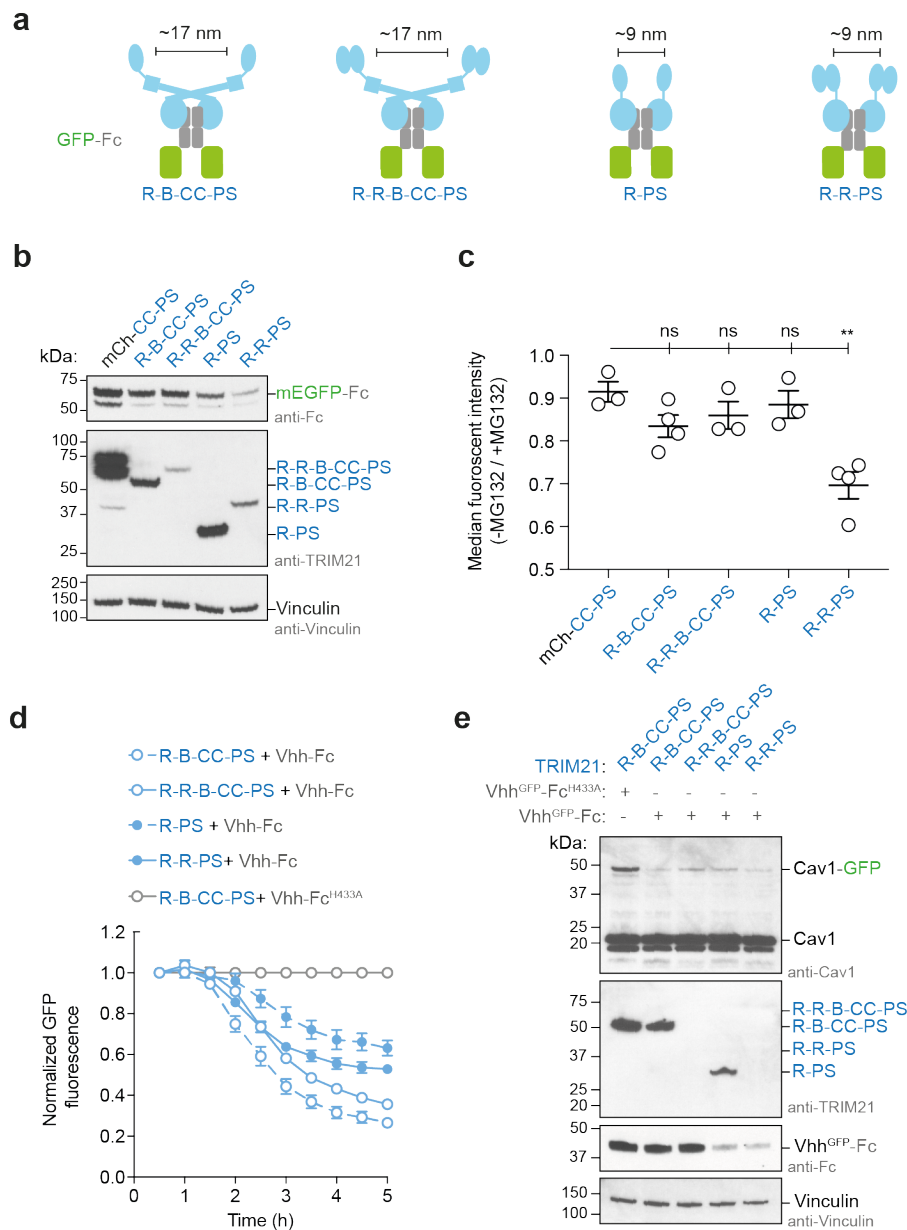 a
~17 nm
~17 nm
~9 nm
~9 nm
GFP-Fc
R-B-CC-PS
R-R-B-CC-PS
R-PS
R-R-PS
b
mCh-CC-PS
R-B-CC-PS
R-R-B-CC-PS
R-PS
R-R-PS
kDa:
75
50
mEGFP-Fc
anti-Fc
100
75
50
37
25
R-R-B-CC-PS
R-B-CC-PS
R-R-PS
R-PS
anti-TRIM21
250
150
100
Vinculin
anti-Vinculin
c
ns
ns
ns
**
Median fuoroscent intensity
(-MG132 / +MG132)
1.0
0.9
0.8
0.7
0.6
0.5
mCh-CC-PS
R-B-CC-PS
R-R-B-CC-PS
R-PS
R-R-PS
d
R-B-CC-PS + Vhh-Fc
R-R-B-CC-PS + Vhh-Fc
R-PS + Vhh-Fc
R-R-PS+ Vhh-Fc
R-B-CC-PS+ Vhh-FcH433A
Normalized GFP
fluorescence
1.2
1.0
0.8
0.6
0.4
0.2
0.0
0 1 2 3 4 5
Time (h)
e
TRIM21:
R-B-CC-PS
R-B-CC-PS
R-R-B-CC-PS
R-PS
R-R-PS
VhhGFP-FcH433A: + - - - -
VhhGFP-Fc: - + + + +
kDa:
50
37
25
20
Cav1-GFP
Cav1
anti-Cav1
75
50
37
25
20
R-R-B-CC-PS
R-B-CC-PS
R-R-PS
R-PS
anti-TRIM21
50
37
VhhGFP-Fc
anti-Fc
150
100
Vinculin
anti-Vinculin